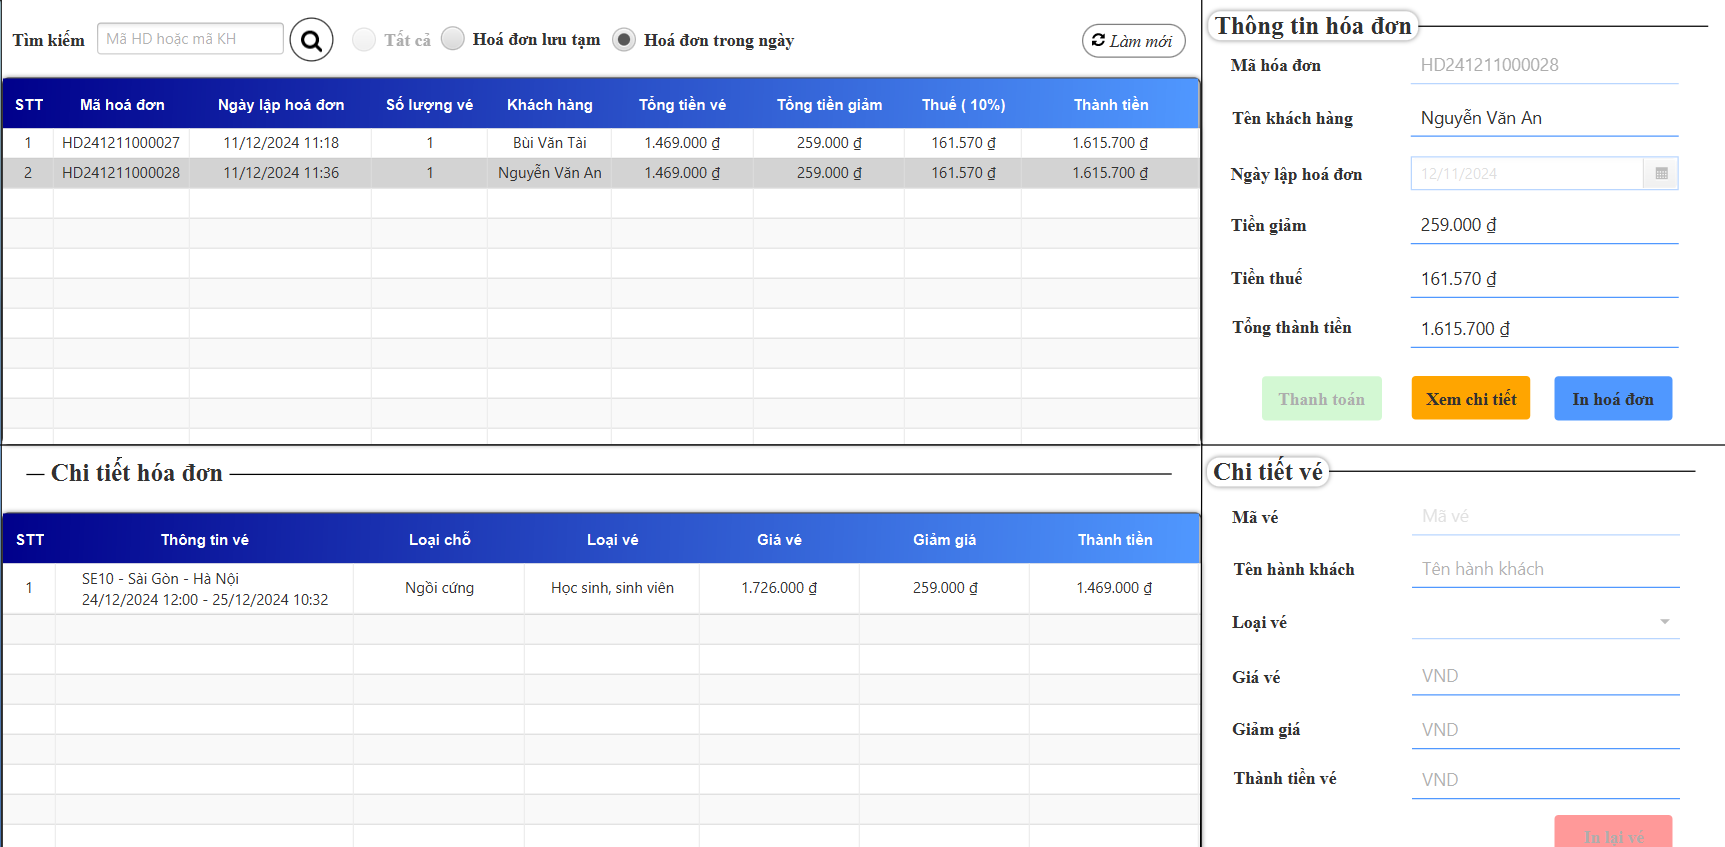 Tìm kiếm Mã HD hoặc mã KH Tất cả Hoá đơn lưu tạm Hoá đơn trong ngày Làm mới
STT Mã hoá đơn Ngày lập hoá đơn Số lượng vé Khách hàng Tổng tiền vé Tổng tiền giảm Thuế ( 10%) Thành tiền
1 HD241211000027 11/12/2024 11:18 1 Bùi Văn Tài 1.469.000 ₫ 259.000 ₫ 161.570 ₫ 1.615.700 ₫
2 HD241211000028 11/12/2024 11:36 1 Nguyễn Văn An 1.469.000 ₫ 259.000 ₫ 161.570 ₫ 1.615.700 ₫
Thông tin hóa đơn
Mã hóa đơn HD241211000028
Tên khách hàng Nguyễn Văn An
Ngày lập hoá đơn 12/11/2024
Tiền giảm 259.000 ₫
Tiền thuế 161.570 ₫
Tổng thành tiền 1.615.700 ₫
Thanh toán Xem chi tiết In hoá đơn
Chi tiết hóa đơn
STT Thông tin vé Loại chỗ Loại vé Giá vé Giảm giá Thành tiền
1 SE10 - Sài Gòn - Hà Nội Ngồi cứng Học sinh, sinh viên 1.726.000 ₫ 259.000 ₫ 1.469.000 ₫
24/12/2024 12:00 - 25/12/2024 10:32
Chi tiết vé
Mã vé Mã vé
Tên hành khách Tên hành khách
Loại vé
Giá vé VND
Giảm giá VND
Thành tiền vé VND
In lại vé